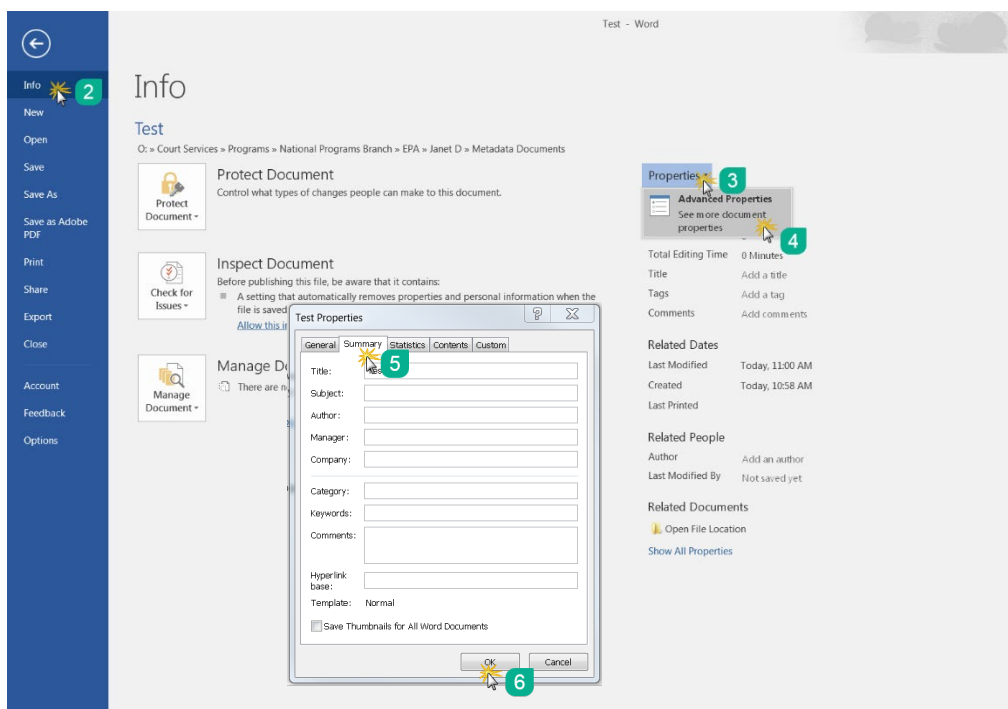 Test - Word
Info
2
New
Open
Save
Save As
Save as Adobe
PDF
Print
Share
Export
Close
Account
Feedback
Options
Info
Test
O: » Court Services » Programs » National Programs Branch » EPA » Janet D » Metadata Documents
Protect
Document
Protect Document
Control what types of changes people can make to this document.
Check for
Issues
Inspect Document
Before publishing this file, be aware that it contains:
A setting that automatically removes properties and personal information when the
file is saved
Allow this
Manage
Document
Manage
There are
Test Properties
General Summary Statistics Contents Custom
5
Title:
Subject:
Author:
Manager:
Company:
Category:
Keywords:
Comments:
Hyperlink
base:
Template: Normal
Save Thumbnails for All Word Documents
OK Cancel
6
Properties
3
Advanced Properties
See more document
properties
4
Total Editing Time 0 Minutes
Title Add a title
Tags Add a tag
Comments Add comments
Related Dates
Last Modified Today, 11:00 AM
Created Today, 10:58 AM
Last Printed
Related People
Author Add an author
Last Modified By Not saved yet
Related Documents
Open File Location
Show All Properties